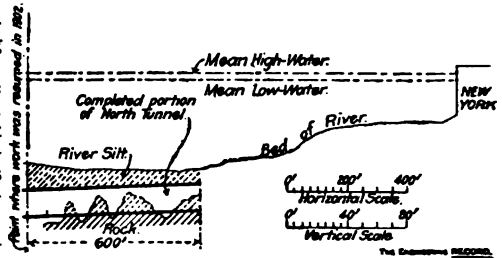 Point where work was resumed in 1902.
Mean High-Water.
Mean Low-Water.
NEW
YORK
Completed portion
of North Tunnel.
Bed of River.
River Silt.
Rock.
600'
0' 200' 400'
Horizontal Scale.
0' 40' 80'
Vertical Scale.
The Engineering RECORD.